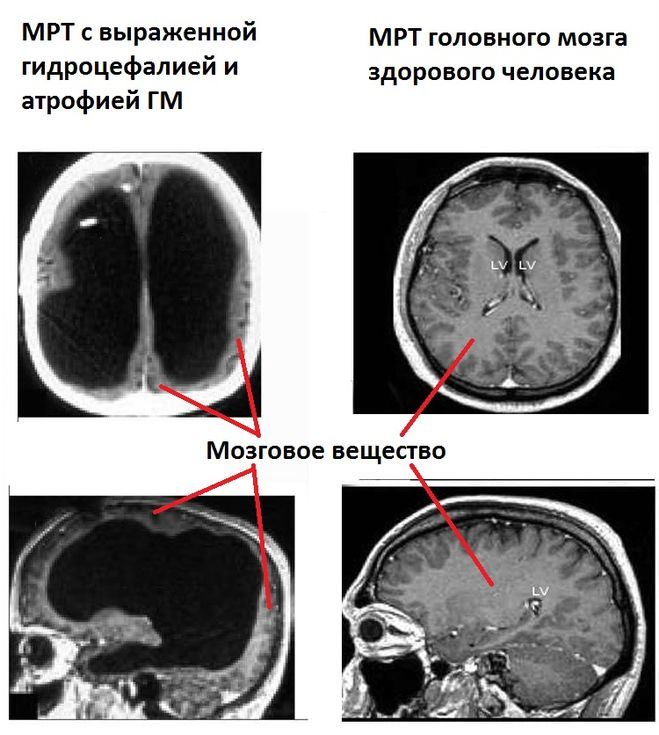 МРТ с выраженной
гидроцефалией и
атрофией ГМ
МРТ головного мозга
здорового человека
LV LV
Мозговое вещество
LV